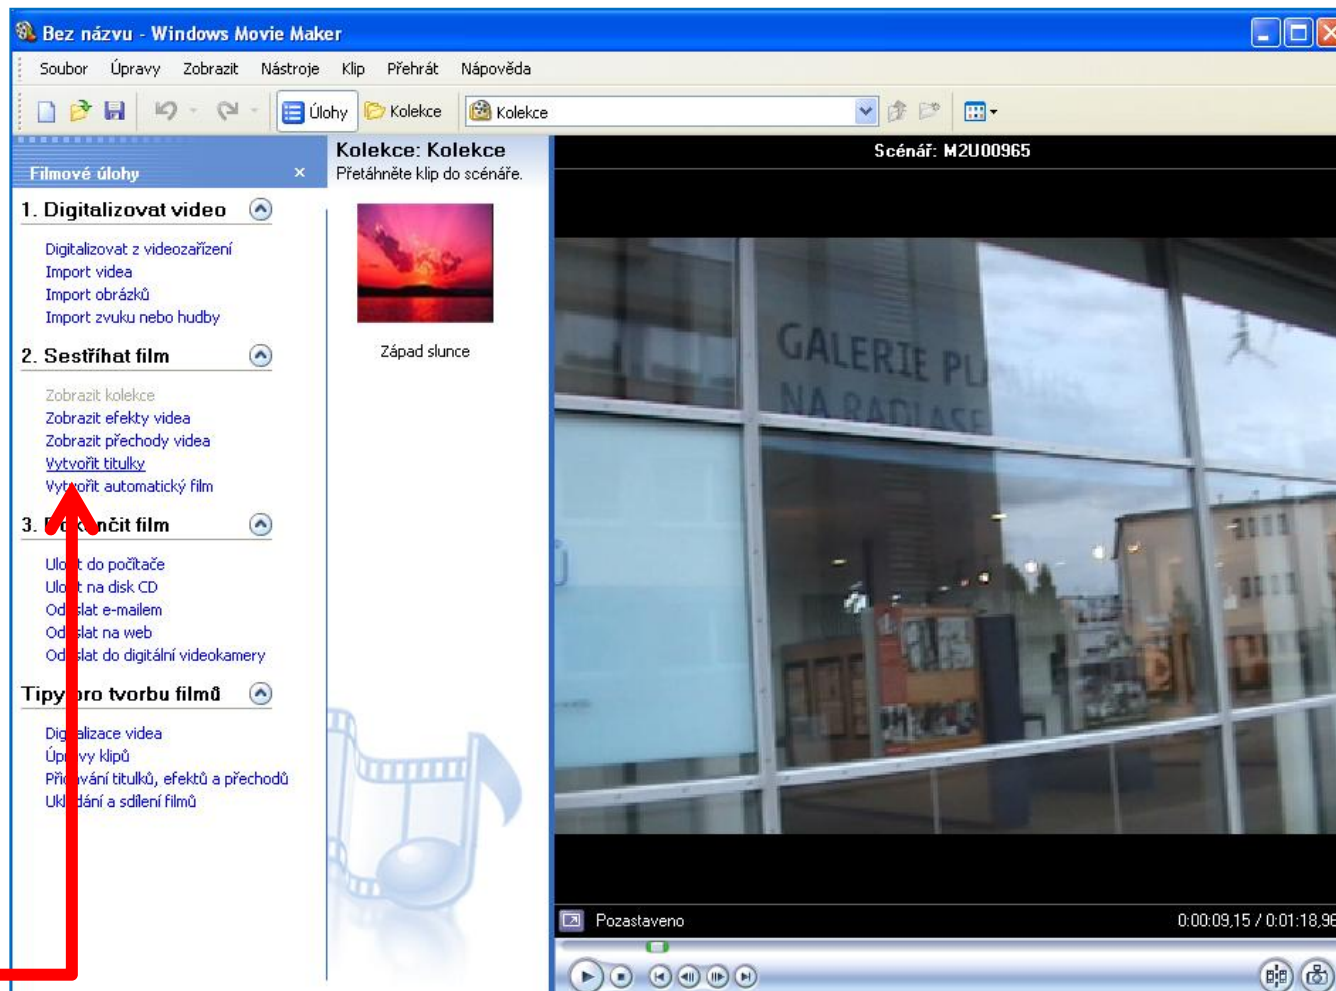 Bez názvu - Windows Movie Maker
Soubor Úpravy Zobrazit Nástroje Klip Přehrát Nápověda
Úlohy Kolekce Kolekce
Filmové úlohy
1. Digitalizovat video
Digitalizovat z videozařízení
Import videa
Import obrázků
Import zvuku nebo hudby
2. Sestříhat film
Zobrazit kolekce
Zobrazit efekty videa
Zobrazit přechody videa
Vytvořit titulky
Vytvořit automatický film
3. Dokončit film
Uložit do počítače
Uložit na disk CD
Odeslat e-mailem
Odeslat na web
Odeslat do digitální videokamery
Tipy pro tvorbu filmů
Digitalizace videa
Úpravy klipů
Přidávání titulků, efektů a přechodů
Ukládání a sdílení filmů
Kolekce: Kolekce
Přetáhněte klip do scénáře.
Západ slunce
Scénář: M2U00965
GALERIE
NA RADLASE
Pozastaveno
0:00:09,15 / 0:01:18,96